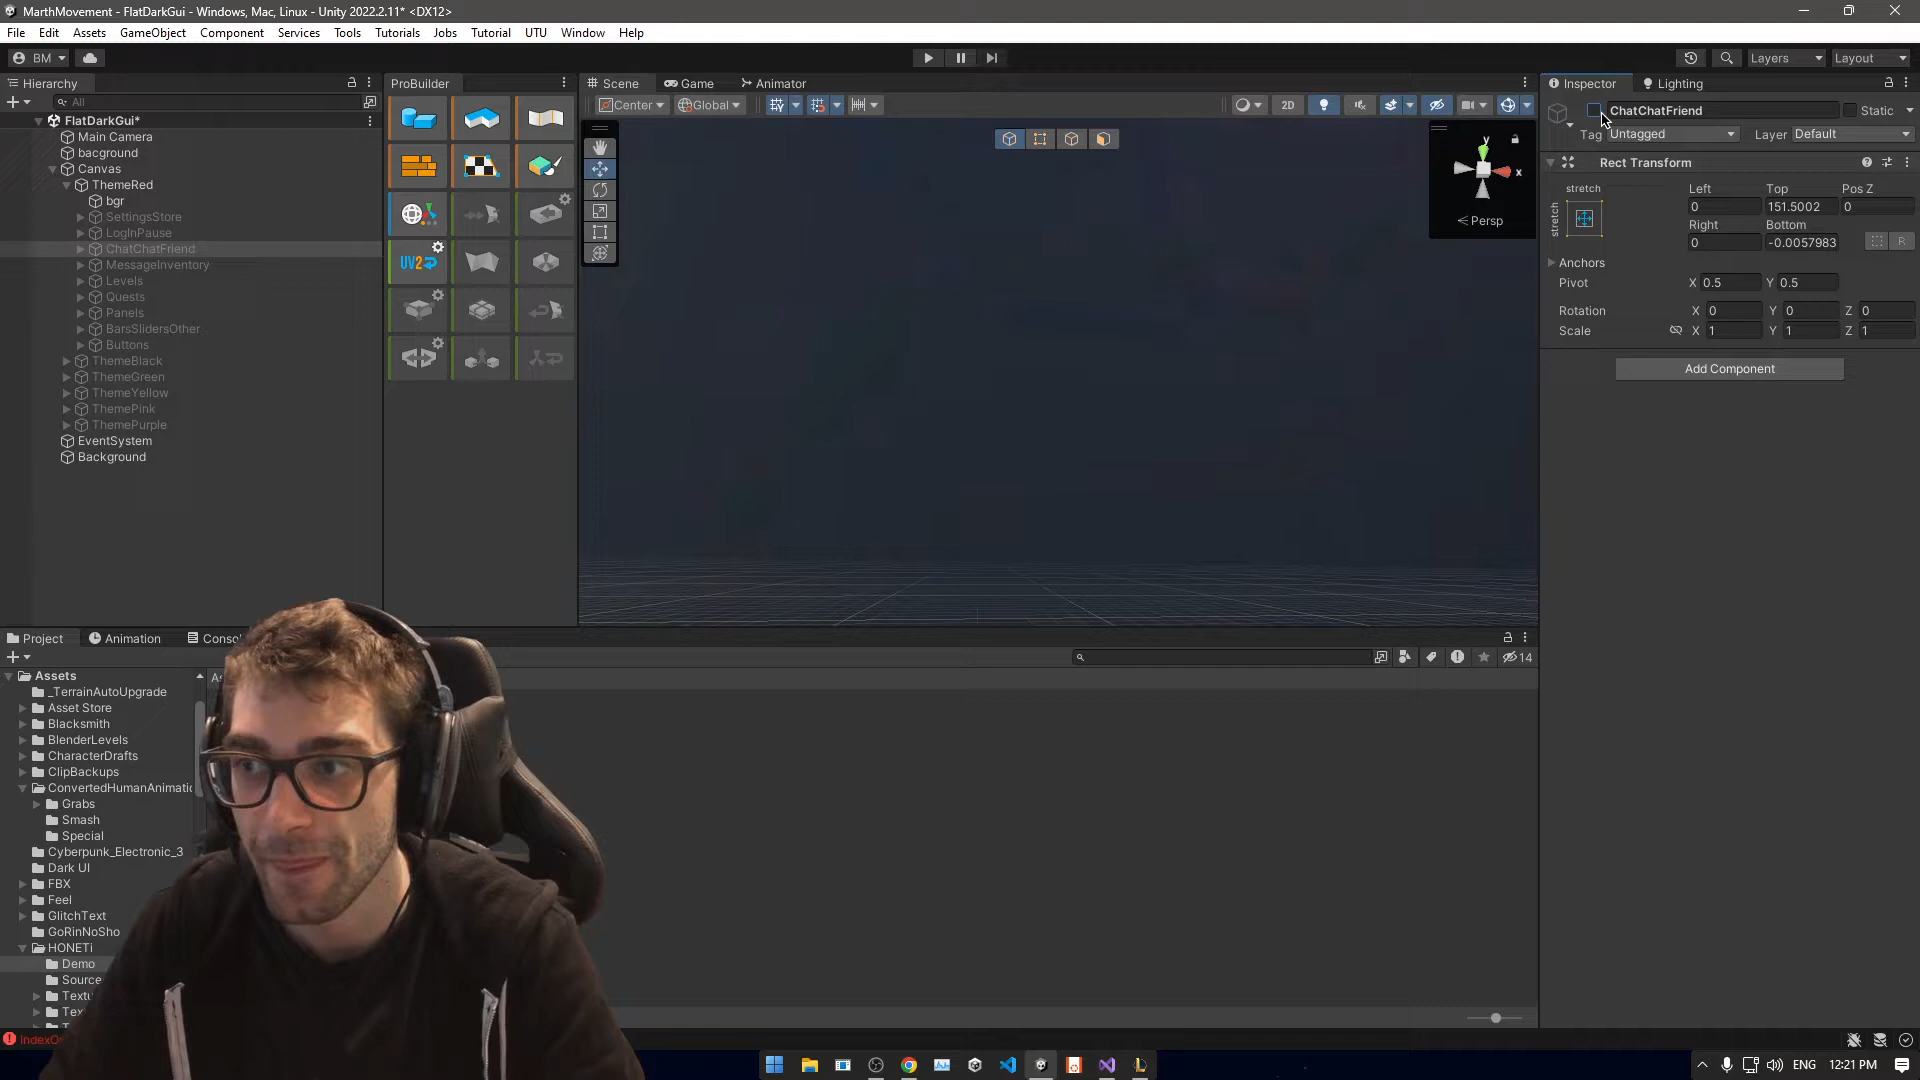 MarthMovement - FlatDarkGui - Windows, Mac, Linux - Unity 2022.2.11* <DX12>
File Edit Assets GameObject Component Services Tools Tutorials Jobs Tutorial UTU Window Help
BM Layers Layout
Hierarchy ProBuilder Scene Game Animator Inspector Lighting
All Center Global 2D ChatChatFriend Static
Tag Untagged Layer Default
FlatDarkGui*
Main Camera
bacground
Canvas
ThemeRed
bgr
SettingsStore
LogInPause
ChatChatFriend
MessageInventory
Levels
Quests
Panels
BarsSlidersOther
Buttons
ThemeBlack
ThemeGreen
ThemeYellow
ThemePink
ThemePurple
EventSystem
Background
UV2
y
x
Persp
Rect Transform
stretch Left Top Pos Z
stretch
0 151.5002 0
Right Bottom
0 -0.0057983 R
Anchors
Pivot X 0.5 Y 0.5
Rotation X 0 Y 0 Z 0
Scale X 1 Y 1 Z 1
Add Component
Project Animation
14
Assets
_TerrainAutoUpgrade
Asset Store
Blacksmith
BlenderLevels
CharacterDrafts
ClipBackups
ConvertedHumanAnimatic
Grabs
Smash
Special
Cyberpunk_Electronic_3
Dark UI
FBX
Feel
GlitchText
GoRinNoSho
HONETi
Demo
Source
ENG 12:21 PM